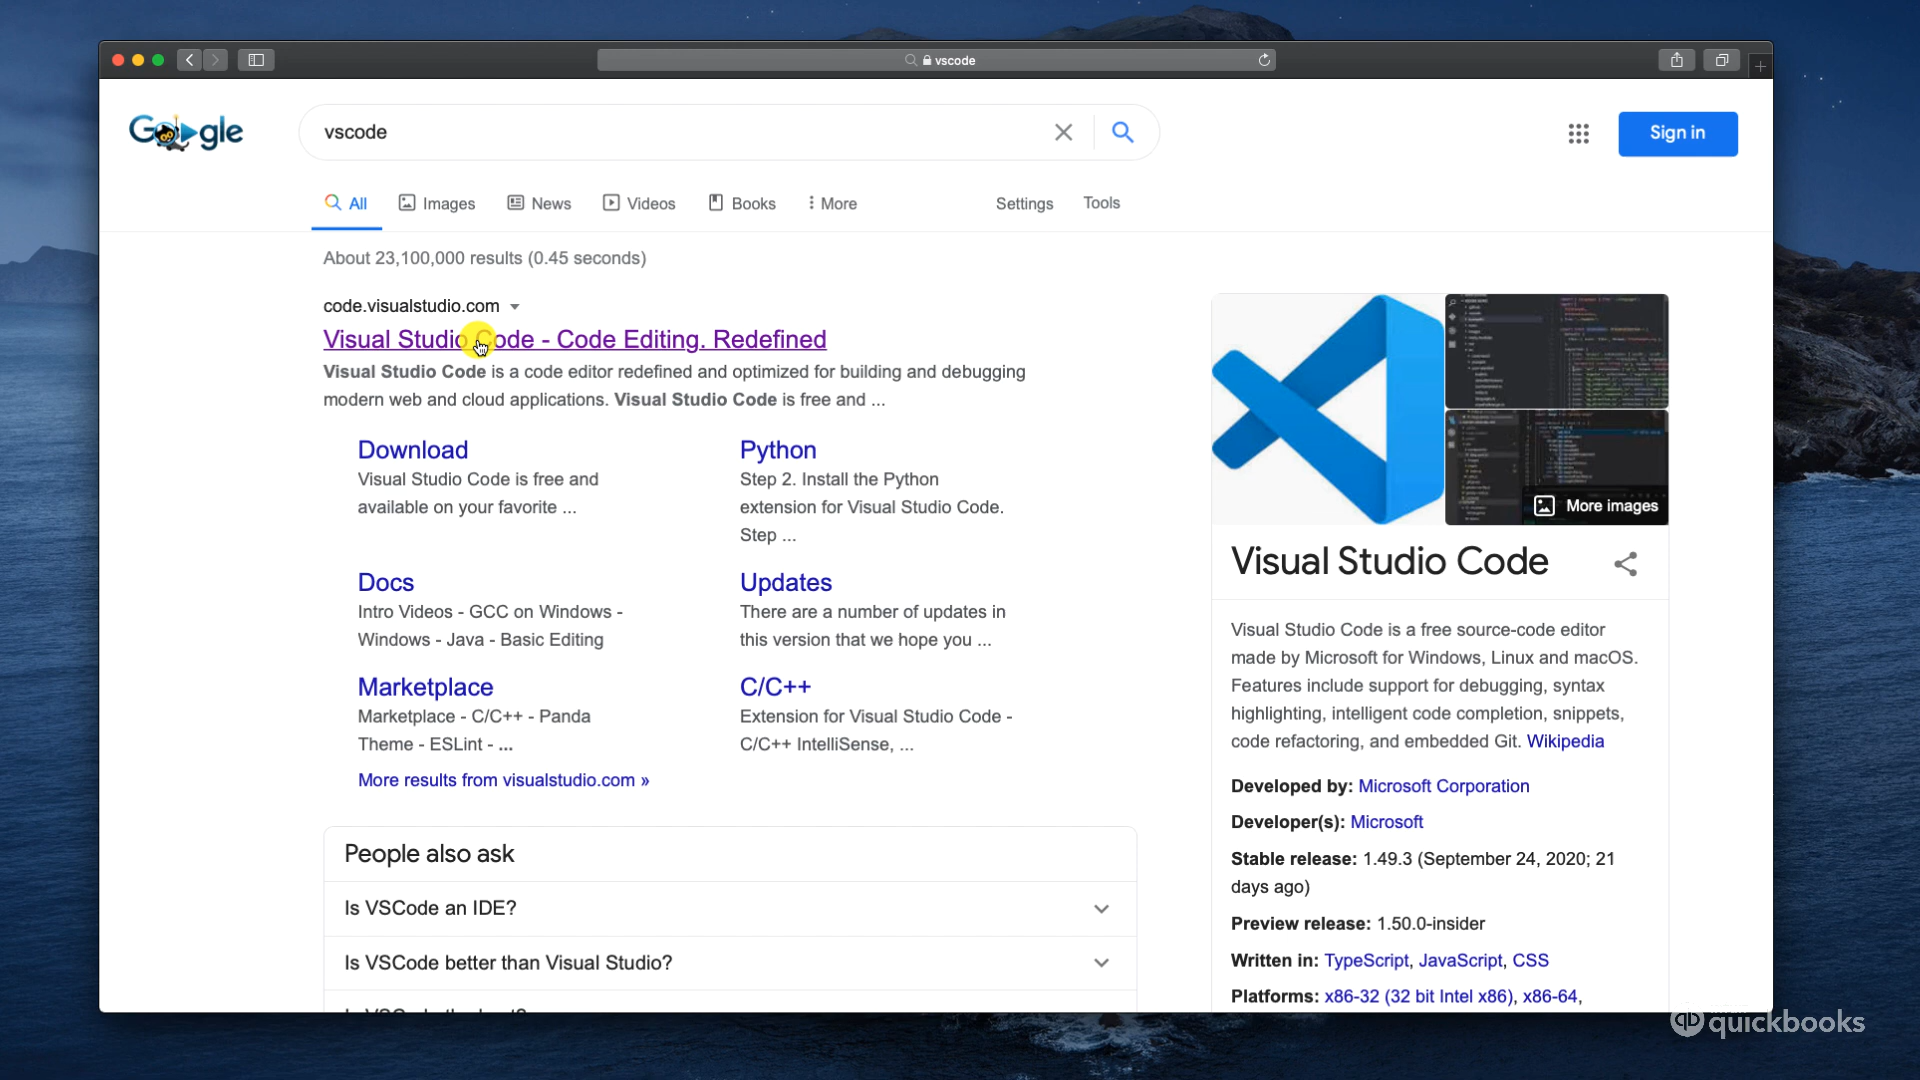 vscode
Google
vscode
Sign in
All
Images
News
Videos
Books
More
Settings
Tools
About 23,100,000 results (0.45 seconds)
code.visualstudio.com
Visual Studio Code - Code Editing. Redefined
Visual Studio Code is a code editor redefined and optimized for building and debugging
modern web and cloud applications. Visual Studio Code is free and ...
Download
Visual Studio Code is free and
available on your favorite ...
Python
Step 2. Install the Python
extension for Visual Studio Code.
Step ...
Docs
Intro Videos - GCC on Windows -
Windows - Java - Basic Editing
Updates
There are a number of updates in
this version that we hope you ...
Marketplace
Marketplace - C/C++ - Panda
Theme - ESLint - ...
C/C++
Extension for Visual Studio Code -
C/C++ IntelliSense, ...
More results from visualstudio.com »
People also ask
Is VSCode an IDE?
Is VSCode better than Visual Studio?
More images
Visual Studio Code
Visual Studio Code is a free source-code editor
made by Microsoft for Windows, Linux and macOS.
Features include support for debugging, syntax
highlighting, intelligent code completion, snippets,
code refactoring, and embedded Git. Wikipedia
Developed by: Microsoft Corporation
Developer(s): Microsoft
Stable release: 1.49.3 (September 24, 2020; 21
days ago)
Preview release: 1.50.0-insider
Written in: TypeScript, JavaScript, CSS
Platforms: x86-32 (32 bit Intel x86), x86-64,
quickbooks